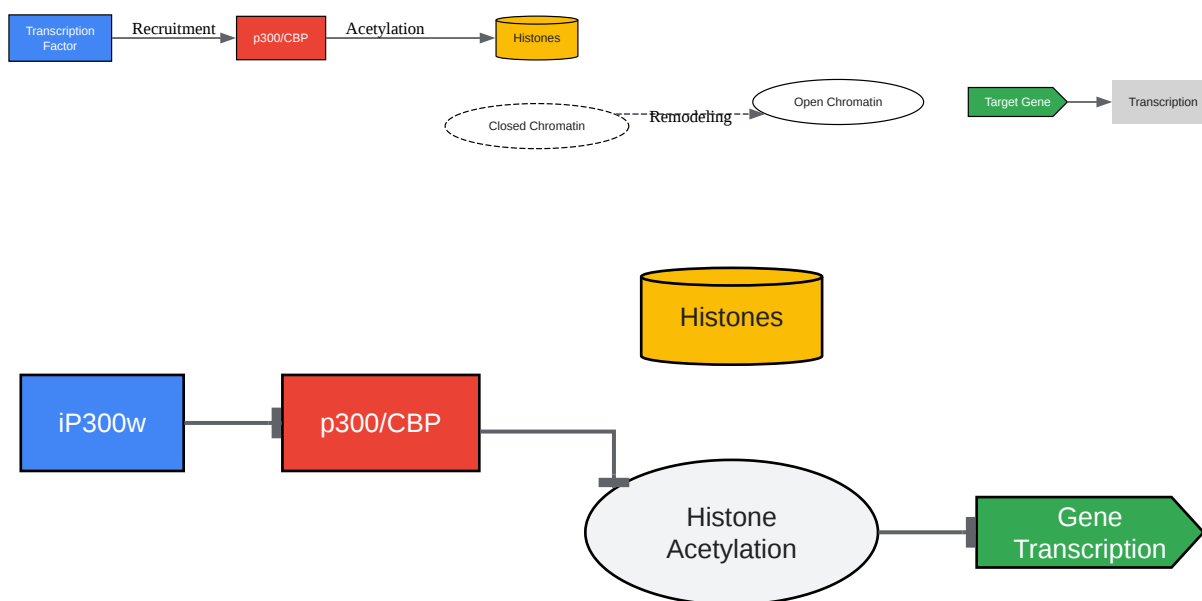 Transcription
Factor
Recruitment
p300/CBP
Acetylation
Histones
Closed Chromatin
Remodeling
Open Chromatin
Target Gene
Transcription
Histones
iP300w
p300/CBP
Histone
Acetylation
Gene
Transcription